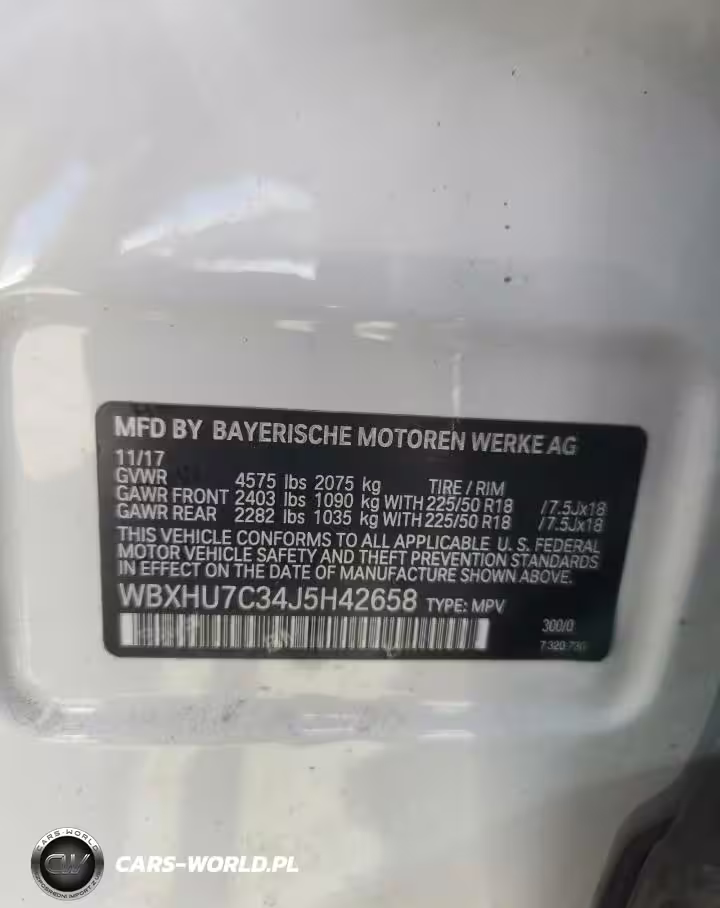 MFD BY BAYERISCHE MOTOREN WERKE AG
11/17
GVWR 4575 lbs 2075 kg TIRE / RIM
GAWR FRONT 2403 lbs 1090 kg WITH 225/50 R18 /7.5Jx18
GAWR REAR 2282 lbs 1035 kg WITH 225/50 R18 /7.5Jx18
THIS VEHICLE CONFORMS TO ALL APPLICABLE U. S. FEDERAL
MOTOR VEHICLE SAFETY AND THEFT PREVENTION STANDARDS
IN EFFECT ON THE DATE OF MANUFACTURE SHOWN ABOVE.
WBXHU7C34J5H42658 TYPE: MPV
300/0
CARS-WORLD
CW
CARS-WORLD.PL